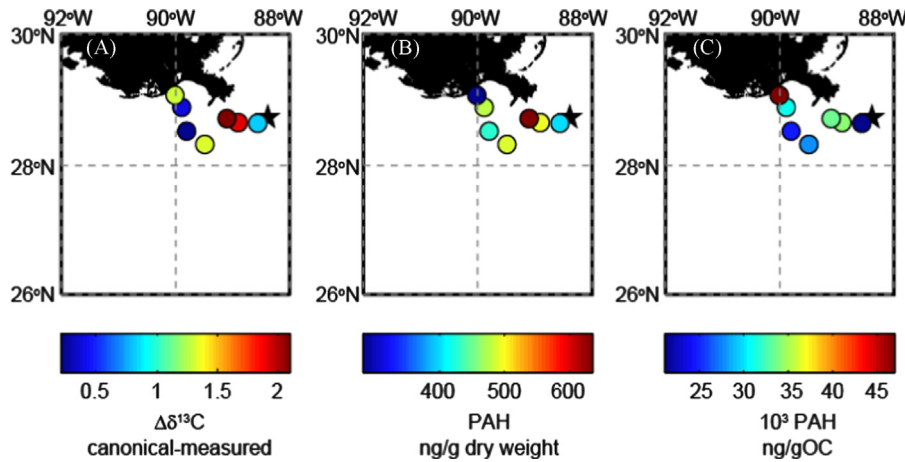 92°W 90°W 88°W 92°W 90°W 88°W 92°W 90°W 88°W
30°N (A) 30°N (B) 30°N (C)
28°N 28°N 28°N
26°N 26°N 26°N
0.5 1 1.5 2 400 500 600 25 30 35 40 45
Δδ¹³C PAH 10³ PAH
canonical-measured ng/g dry weight ng/gOC